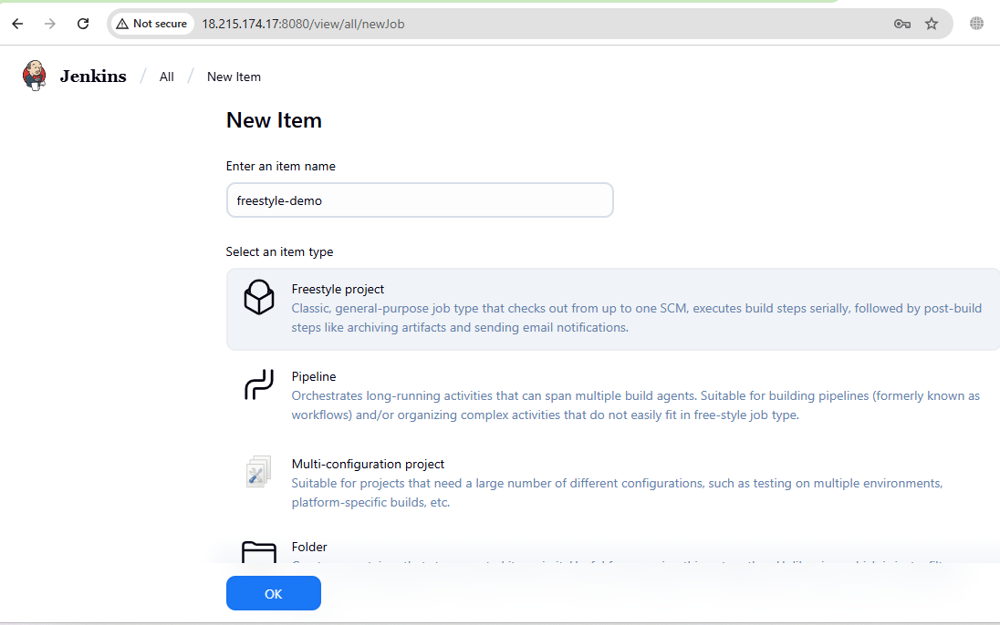 Not secure 18.215.174.17:8080/view/all/newJob
Jenkins / All / New Item
New Item
Enter an item name
freestyle-demo
Select an item type
Freestyle project
Classic, general-purpose job type that checks out from up to one SCM, executes build steps serially, followed by post-build
steps like archiving artifacts and sending email notifications.
Pipeline
Orchestrates long-running activities that can span multiple build agents. Suitable for building pipelines (formerly known as
workflows) and/or organizing complex activities that do not easily fit in free-style job type.
Multi-configuration project
Suitable for projects that need a large number of different configurations, such as testing on multiple environments,
platform-specific builds, etc.
Folder
OK